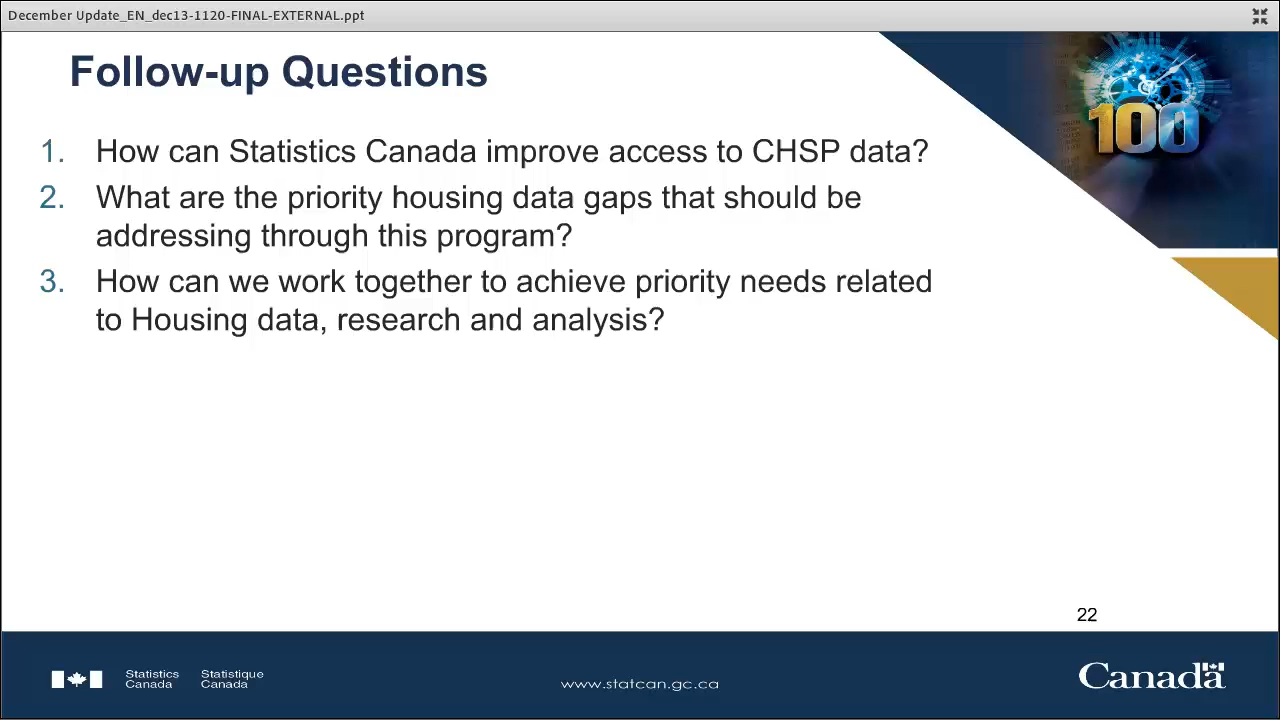 December Update_EN_dec13-1120-FINAL-EXTERNAL.ppt
Follow-up Questions
100
1. How can Statistics Canada improve access to CHSP data?
2. What are the priority housing data gaps that should be
addressing through this program?
3. How can we work together to achieve priority needs related
to Housing data, research and analysis?
22
Statistics Canada
Statistique Canada
www.statcan.gc.ca
Canada